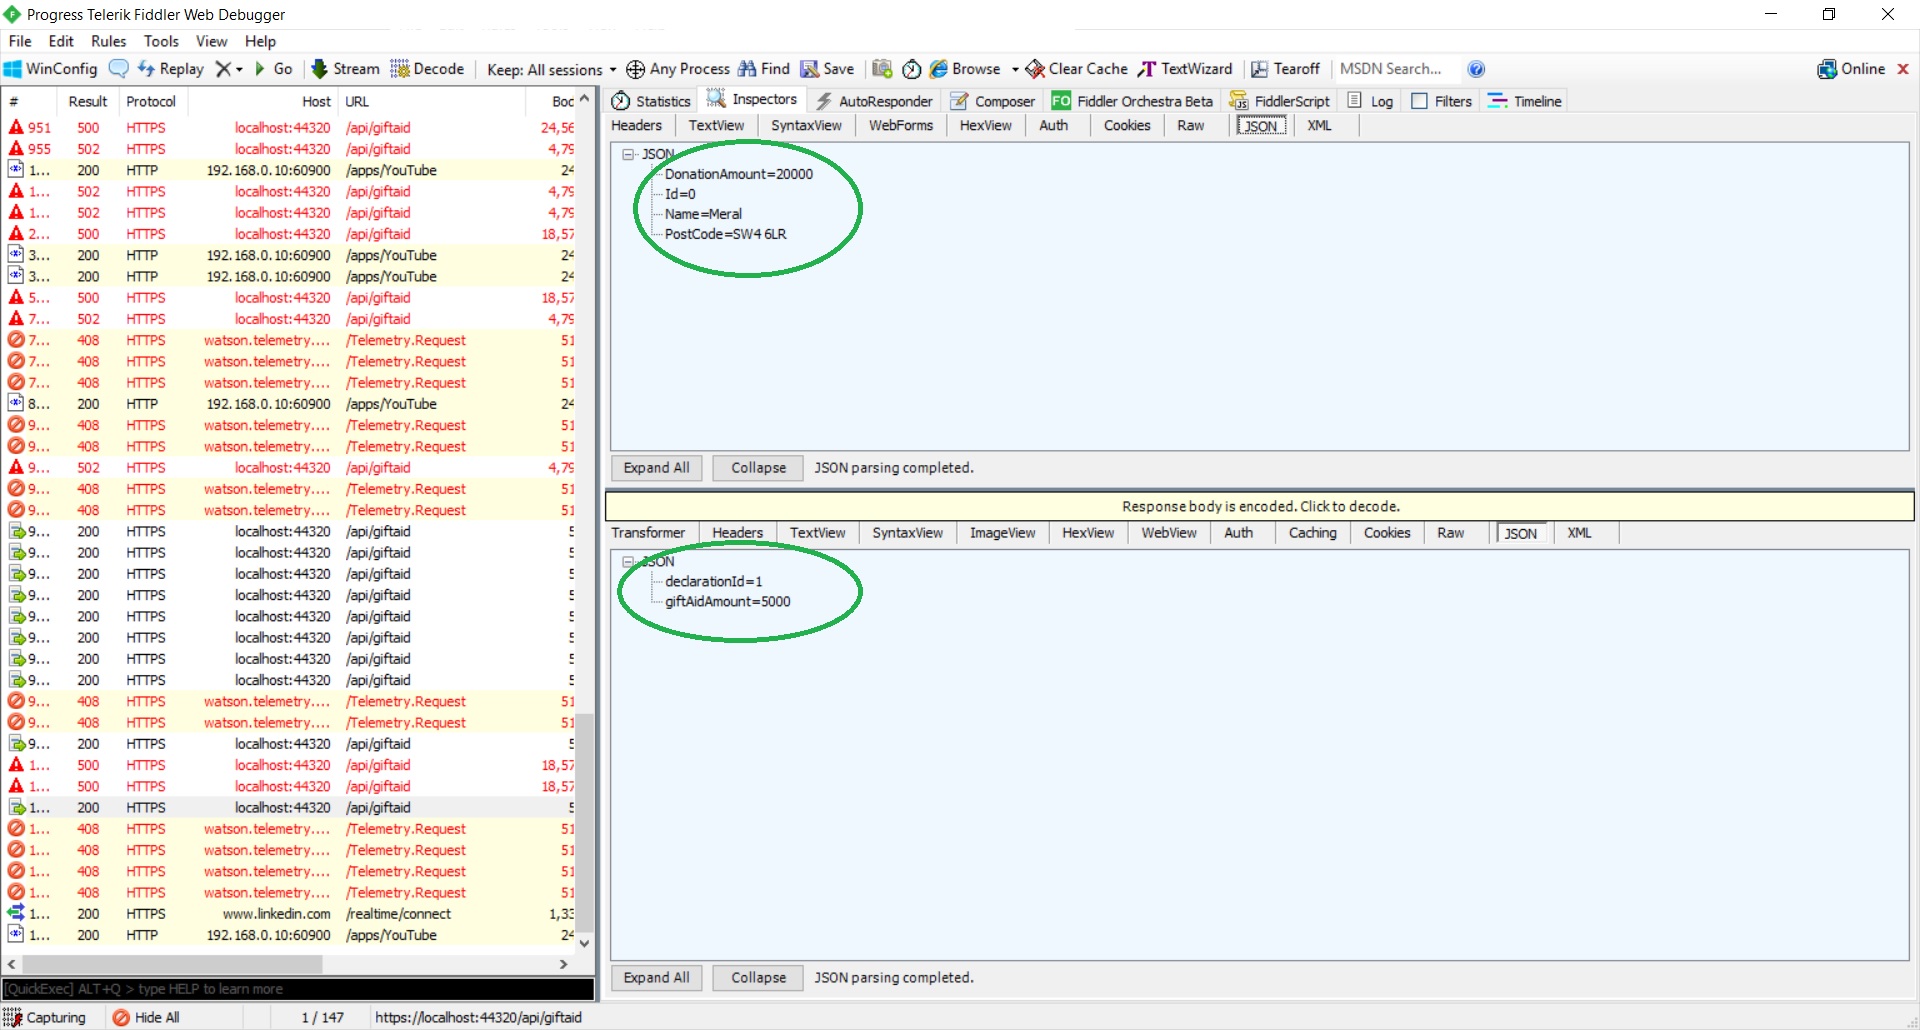 Progress Telerik Fiddler Web Debugger
File Edit Rules Tools View Help
WinConfig Replay Go Stream Decode Keep: All sessions Any Process Find Save Browse Clear Cache TextWizard Tearoff MSDN Search... Online
# Result Protocol Host URL Boc
951 500 HTTPS localhost:44320 /api/giftaid 24,56
955 502 HTTPS localhost:44320 /api/giftaid 4,79
1... 200 HTTP 192.168.0.10:60900 /apps/YouTube 24
1... 502 HTTPS localhost:44320 /api/giftaid 4,79
1... 502 HTTPS localhost:44320 /api/giftaid 4,79
2... 500 HTTPS localhost:44320 /api/giftaid 18,57
3... 200 HTTP 192.168.0.10:60900 /apps/YouTube 24
3... 200 HTTP 192.168.0.10:60900 /apps/YouTube 24
5... 500 HTTPS localhost:44320 /api/giftaid 18,57
7... 502 HTTPS localhost:44320 /api/giftaid 4,79
7... 408 HTTPS watson.telemetry.... /Telemetry.Request 51
7... 408 HTTPS watson.telemetry.... /Telemetry.Request 51
7... 408 HTTPS watson.telemetry.... /Telemetry.Request 51
8... 200 HTTP 192.168.0.10:60900 /apps/YouTube 24
9... 408 HTTPS watson.telemetry.... /Telemetry.Request 51
9... 408 HTTPS watson.telemetry.... /Telemetry.Request 51
9... 502 HTTPS localhost:44320 /api/giftaid 4,79
9... 408 HTTPS watson.telemetry.... /Telemetry.Request 51
9... 408 HTTPS watson.telemetry.... /Telemetry.Request 51
9... 200 HTTPS localhost:44320 /api/giftaid 5
9... 200 HTTPS localhost:44320 /api/giftaid 5
9... 200 HTTPS localhost:44320 /api/giftaid 5
9... 200 HTTPS localhost:44320 /api/giftaid 5
9... 200 HTTPS localhost:44320 /api/giftaid 5
9... 200 HTTPS localhost:44320 /api/giftaid 5
9... 200 HTTPS localhost:44320 /api/giftaid 5
9... 200 HTTPS localhost:44320 /api/giftaid 5
9... 408 HTTPS watson.telemetry.... /Telemetry.Request 51
9... 408 HTTPS watson.telemetry.... /Telemetry.Request 51
9... 200 HTTPS localhost:44320 /api/giftaid 5
1... 500 HTTPS localhost:44320 /api/giftaid 18,57
1... 500 HTTPS localhost:44320 /api/giftaid 18,57
1... 200 HTTPS localhost:44320 /api/giftaid 5
1... 408 HTTPS watson.telemetry.... /Telemetry.Request 51
1... 408 HTTPS watson.telemetry.... /Telemetry.Request 51
1... 408 HTTPS watson.telemetry.... /Telemetry.Request 51
1... 408 HTTPS watson.telemetry.... /Telemetry.Request 51
1... 200 HTTPS www.linkedin.com /realtime/connect 1,33
1... 200 HTTP 192.168.0.10:60900 /apps/YouTube 24
[QuickExec] ALT+Q > type HELP to learn more
Statistics Inspectors AutoResponder Composer FO Fiddler Orchestra Beta FiddlerScript Log Filters Timeline
Headers TextView SyntaxView WebForms HexView Auth Cookies Raw JSON XML
JSON
DonationAmount=20000
Id=0
Name=Meral
PostCode=SW4 6LR
Expand All Collapse JSON parsing completed.
Response body is encoded. Click to decode.
Transformer Headers TextView SyntaxView ImageView HexView WebView Auth Caching Cookies Raw JSON XML
JSON
declarationId=1
giftAidAmount=5000
Expand All Collapse JSON parsing completed.
Capturing Hide All 1 / 147 https://localhost:44320/api/giftaid